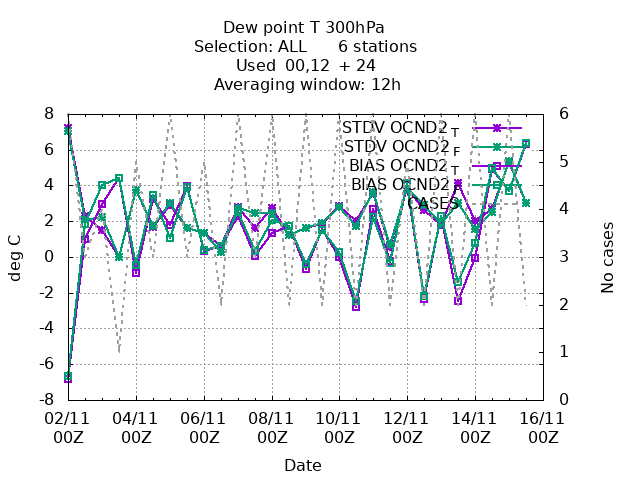 Dew point T 300hPa
Selection: ALL      6 stations
Used  00,12  + 24
Averaging window: 12h
STDV OCND2 T
STDV OCND2 F
BIAS OCND2 T
BIAS OCND2 F
CASES
8
6
4
2
0
-2
-4
-6
-8
6
5
4
3
2
1
0
deg C
No cases
02/11 04/11 06/11 08/11 10/11 12/11 14/11 16/11
00Z 00Z 00Z 00Z 00Z 00Z 00Z 00Z
Date